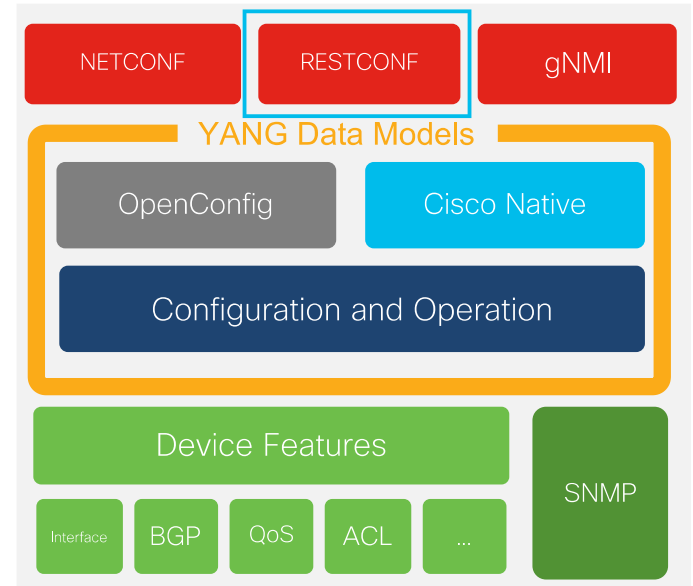 NETCONF
RESTCONF
gNMI
YANG Data Models
OpenConfig
Cisco Native
Configuration and Operation
Device Features
SNMP
Interface
BGP
QoS
ACL
...